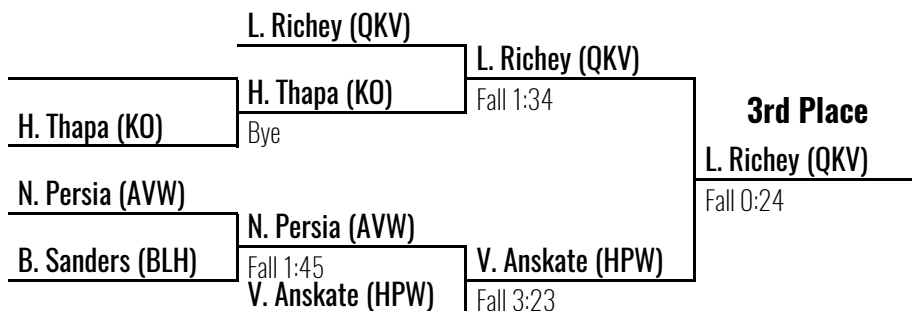 L. Richey (QKV)
L. Richey (QKV)
H. Thapa (KO)
Fall 1:34
3rd Place
H. Thapa (KO)
Bye
L. Richey (QKV)
N. Persia (AVW)
Fall 0:24
N. Persia (AVW)
B. Sanders (BLH)
V. Anskate (HPW)
Fall 1:45
V. Anskate (HPW)
Fall 3:23